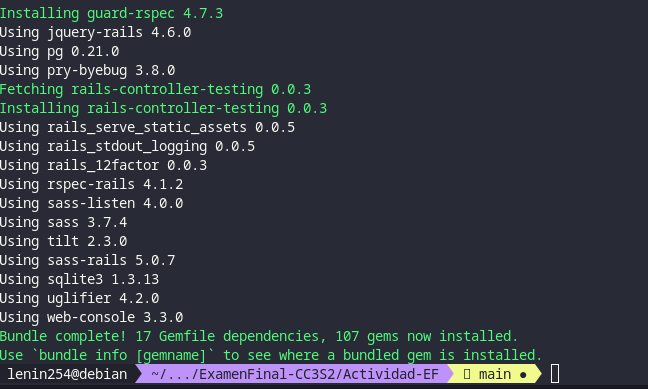 Installing guard-rspec 4.7.3
Using jquery-rails 4.6.0
Using pg 0.21.0
Using pry-byebug 3.8.0
Fetching rails-controller-testing 0.0.3
Installing rails-controller-testing 0.0.3
Using rails_serve_static_assets 0.0.5
Using rails_stdout_logging 0.0.5
Using rails_12factor 0.0.3
Using rspec-rails 4.1.2
Using sass-listen 4.0.0
Using sass 3.7.4
Using tilt 2.3.0
Using sass-rails 5.0.7
Using sqlite3 1.3.13
Using uglifier 4.2.0
Using web-console 3.3.0
Bundle complete! 17 Gemfile dependencies, 107 gems now installed.
Use `bundle info [gemname]` to see where a bundled gem is installed.
lenin254@debian ~/.../ExamenFinal-CC3S2/Actividad-EF main ●